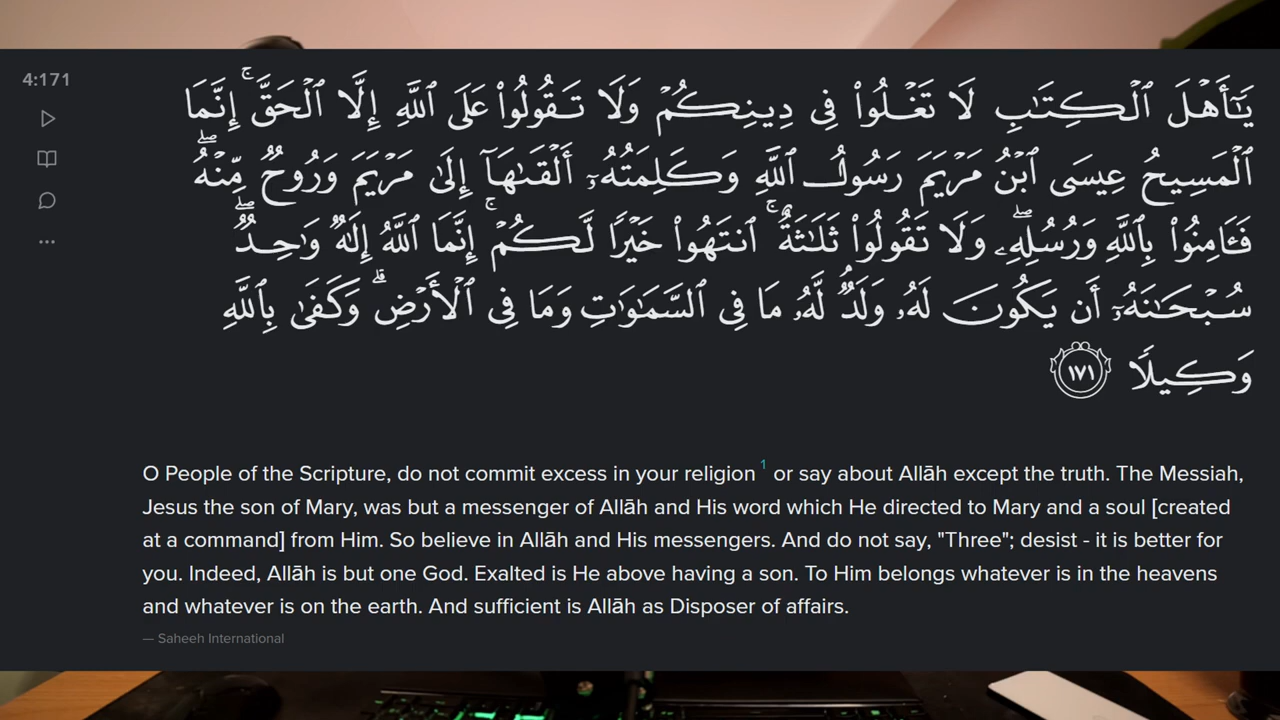 4:171
يَـٰٓأَهْلَ ٱلْكِتَـٰبِ لَا تَغْلُوا۟ فِى دِينِكُمْ وَلَا تَقُولُوا۟ عَلَى ٱللَّهِ إِلَّا ٱلْحَقَّ ۚ إِنَّمَا
ٱلْمَسِيحُ عِيسَى ٱبْنُ مَرْيَمَ رَسُولُ ٱللَّهِ وَكَلِمَتُهُۥٓ أَلْقَىٰهَآ إِلَىٰ مَرْيَمَ وَرُوحٌ مِّنْهُ ۖ
فَـَٔامِنُوا۟ بِٱللَّهِ وَرُسُلِهِۦ ۖ وَلَا تَقُولُوا۟ ثَلَـٰثَةٌ ۚ ٱنتَهُوا۟ خَيْرًا لَّكُمْ ۚ إِنَّمَا ٱللَّهُ إِلَـٰهٌ وَٰحِدٌ ۖ
سُبْحَـٰنَهُۥٓ أَن يَكُونَ لَهُۥ وَلَدٌ ۘ لَّهُۥ مَا فِى ٱلسَّمَـٰوَٰتِ وَمَا فِى ٱلْأَرْضِ ۗ وَكَفَىٰ بِٱللَّهِ
وَكِيلًا ١٧١
O People of the Scripture, do not commit excess in your religion 1 or say about Allāh except the truth. The Messiah,
Jesus the son of Mary, was but a messenger of Allāh and His word which He directed to Mary and a soul [created
at a command] from Him. So believe in Allāh and His messengers. And do not say, "Three"; desist - it is better for
you. Indeed, Allāh is but one God. Exalted is He above having a son. To Him belongs whatever is in the heavens
and whatever is on the earth. And sufficient is Allāh as Disposer of affairs.
— Saheeh International